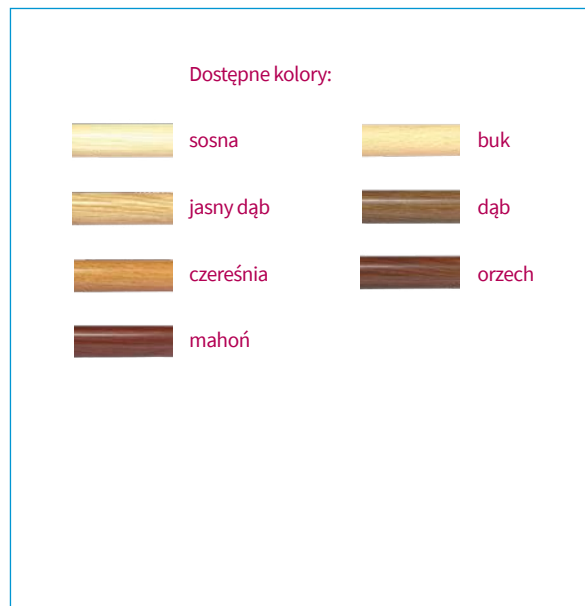 Dostępne kolory:
sosna
buk
jasny dąb
dąb
czereśnia
orzech
mahoń